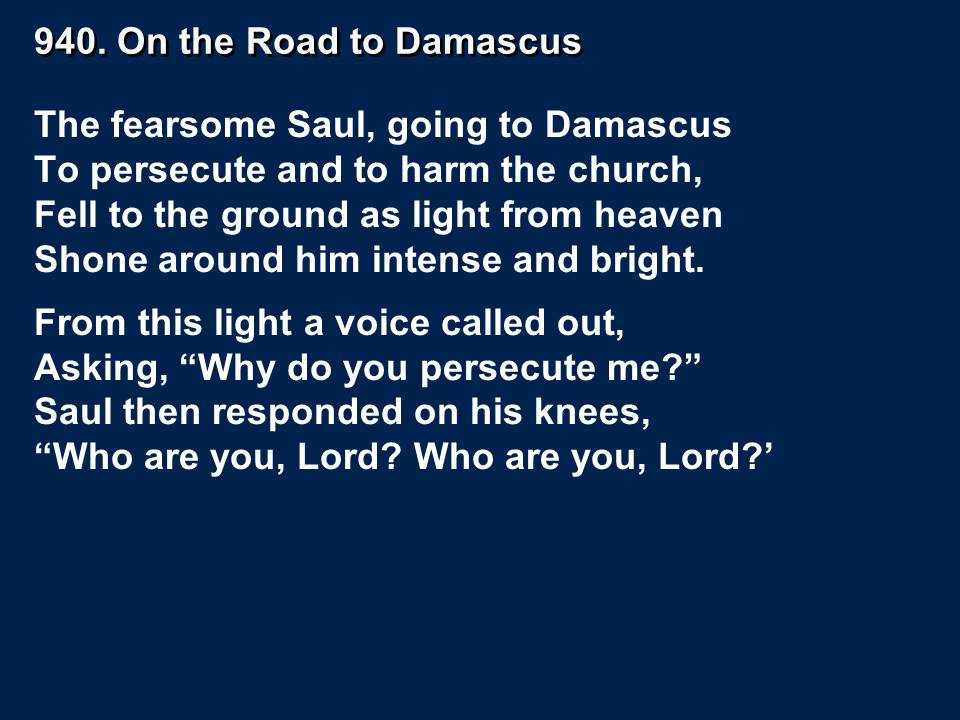 940. On the Road to Damascus
The fearsome Saul, going to Damascus
To persecute and to harm the church,
Fell to the ground as light from heaven
Shone around him intense and bright.
From this light a voice called out,
Asking, “Why do you persecute me?”
Saul then responded on his knees,
“Who are you, Lord? Who are you, Lord?’